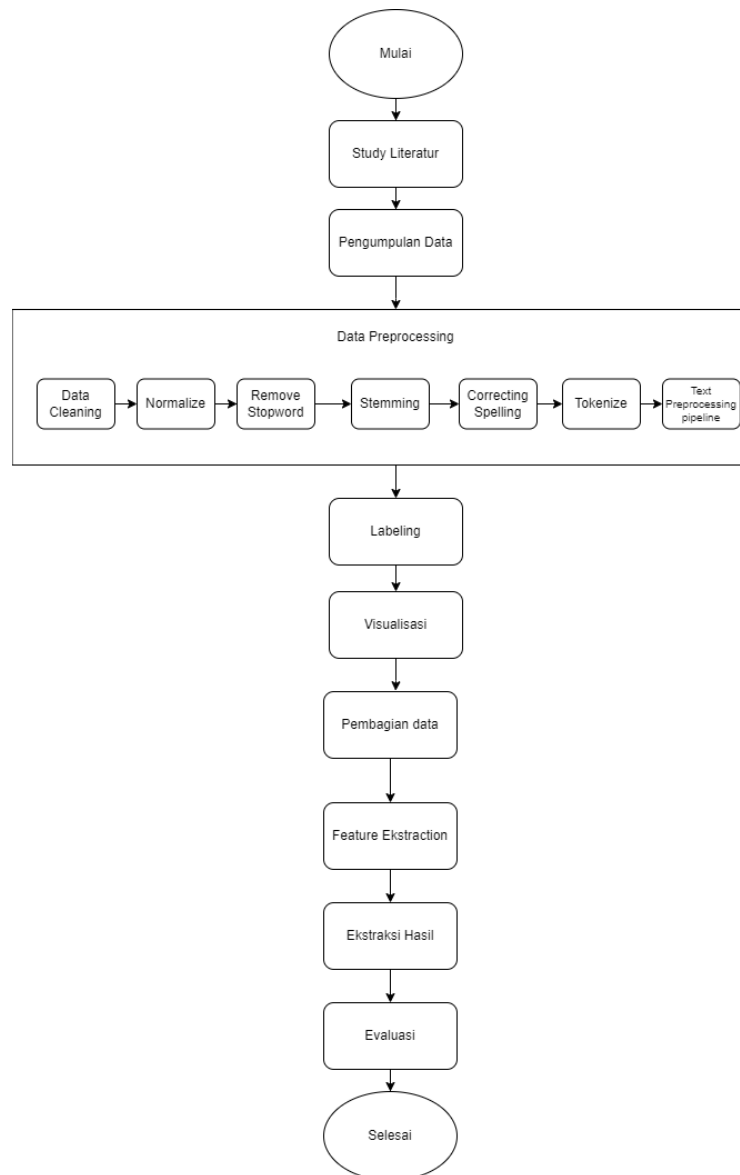 Mulai
Study Literatur
Pengumpulan Data
Data Preprocessing
Data
Cleaning
Normalize
Remove
Stopword
Stemming
Correcting
Spelling
Tokenize
Text
Preprocessing
pipeline
Labeling
Visualisasi
Pembagian data
Feature Ekstraction
Ekstraksi Hasil
Evaluasi
Selesai